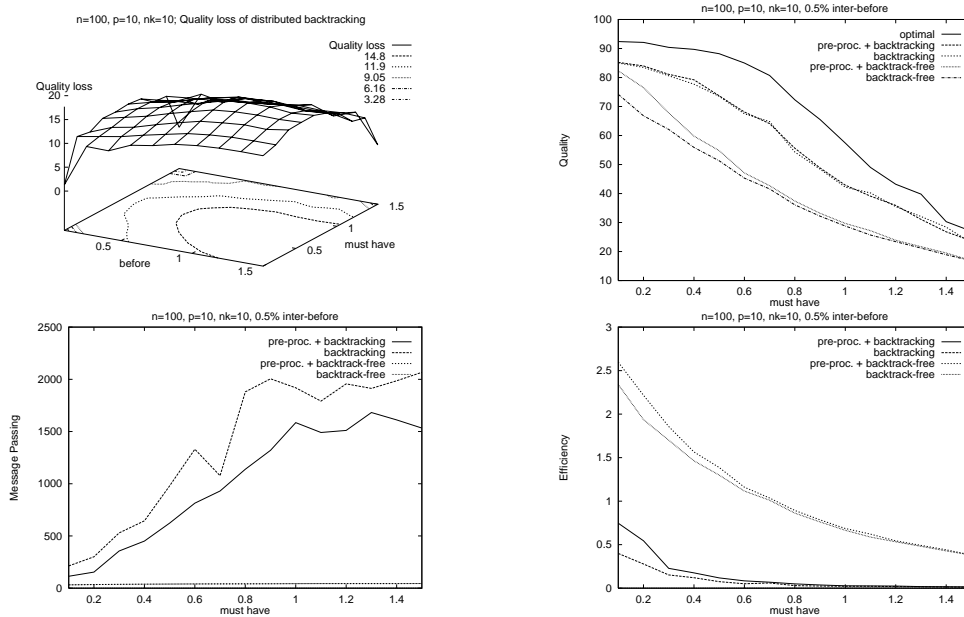 n=100, p=10, nk=10; Quality loss of distributed backtracking
Quality loss
14.8
11.9
9.05
6.16
3.28
Quality loss
20
15
10
5
0
0.5
1
1.5
before
0.5
1
1.5
must have
n=100, p=10, nk=10, 0.5% inter-before
optimal
pre-proc. + backtracking
backtracking
pre-proc. + backtrack-free
backtrack-free
100
90
80
70
60
50
40
30
20
10
Quality
0.2 0.4 0.6 0.8 1 1.2 1.4
must have
n=100, p=10, nk=10, 0.5% inter-before
pre-proc. + backtracking
backtracking
pre-proc. + backtrack-free
backtrack-free
2500
2000
1500
1000
500
0
Message Passing
0.2 0.4 0.6 0.8 1 1.2 1.4
must have
n=100, p=10, nk=10, 0.5% inter-before
pre-proc. + backtracking
backtracking
pre-proc. + backtrack-free
backtrack-free
3
2.5
2
1.5
1
0.5
0
Efficiency
0.2 0.4 0.6 0.8 1 1.2 1.4
must have